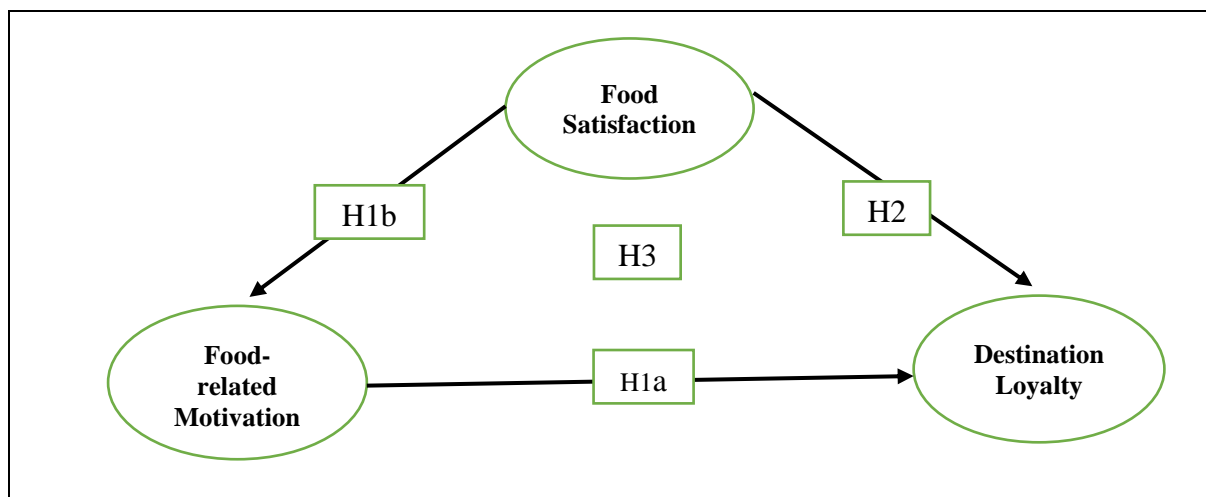 Food
Satisfaction
H1b
H2
H3
Food-
related
Motivation
H1a
Destination
Loyalty